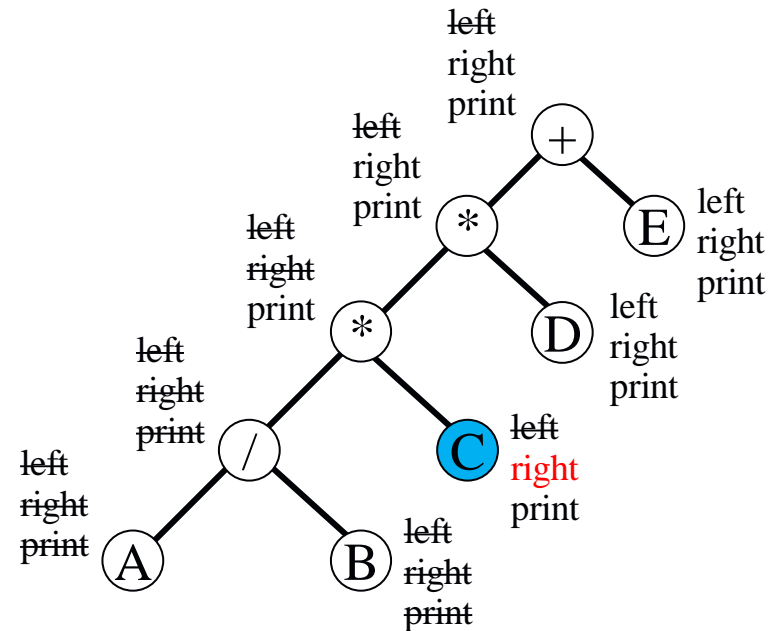 left
right
print
+
left
right
print
*
E
left
right
print
left
right
print
*
D
left
right
print
left
right
print
/
C
left
right
print
left
right
print
A
B
left
right
print